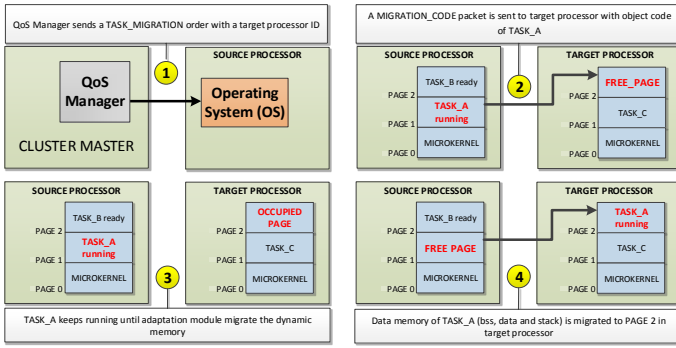 QoS Manager sends a TASK_MIGRATION order with a target processor ID
1
SOURCE PROCESSOR
QoS
Manager
Operating
System (OS)
CLUSTER MASTER
A MIGRATION_CODE packet is sent to target processor with object code
of TASK_A
2
SOURCE PROCESSOR
TASK_B ready
PAGE 2
TASK_A
running
PAGE 1
MICROKERNEL
PAGE 0
TARGET PROCESSOR
FREE_PAGE
PAGE 2
TASK_C
PAGE 1
MICROKERNEL
PAGE 0
SOURCE PROCESSOR
TASK_B ready
PAGE 2
TASK_A
running
PAGE 1
MICROKERNEL
PAGE 0
TARGET PROCESSOR
OCCUPIED
PAGE
PAGE 2
TASK_C
PAGE 1
MICROKERNEL
PAGE 0
3
TASK_A keeps running until adaptation module migrate the dynamic
memory
SOURCE PROCESSOR
TASK_B ready
PAGE 2
FREE PAGE
PAGE 1
MICROKERNEL
PAGE 0
TARGET PROCESSOR
TASK_A
running
PAGE 2
TASK_C
PAGE 1
MICROKERNEL
PAGE 0
4
Data memory of TASK_A (bss, data and stack) is migrated to PAGE 2 in
target processor